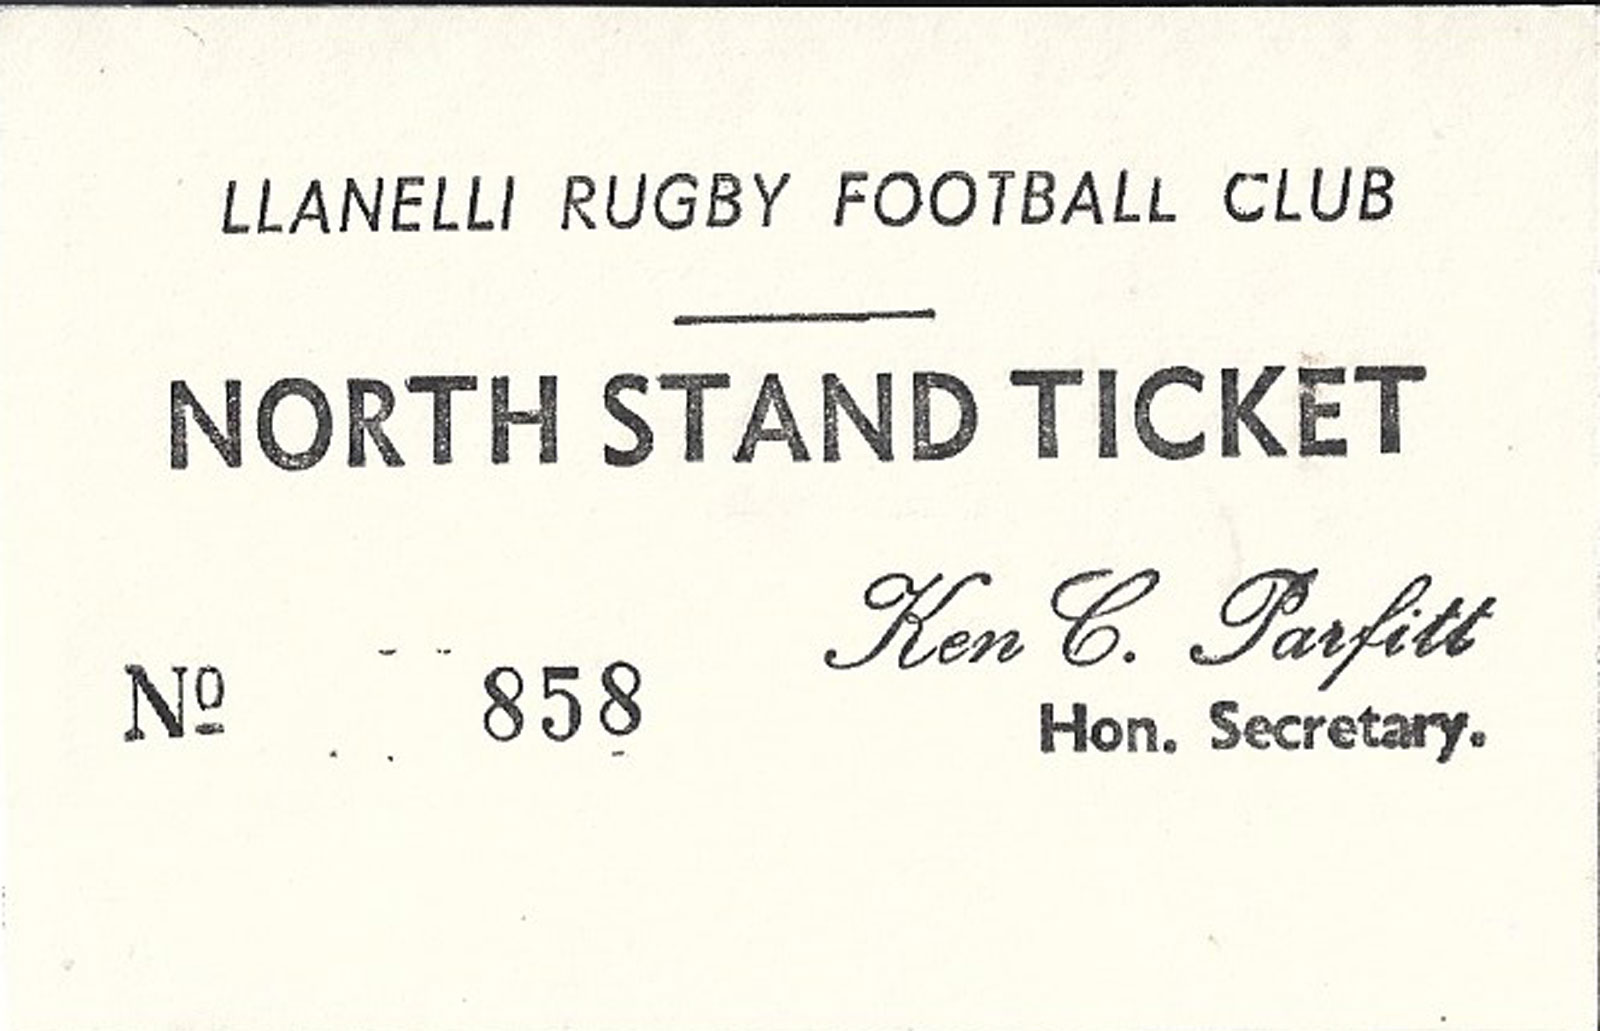 LLANELLI RUGBY FOOTBALL CLUB
NORTH STAND TICKET
Ken C. Parfitt
Nº 858
Hon. Secretary.